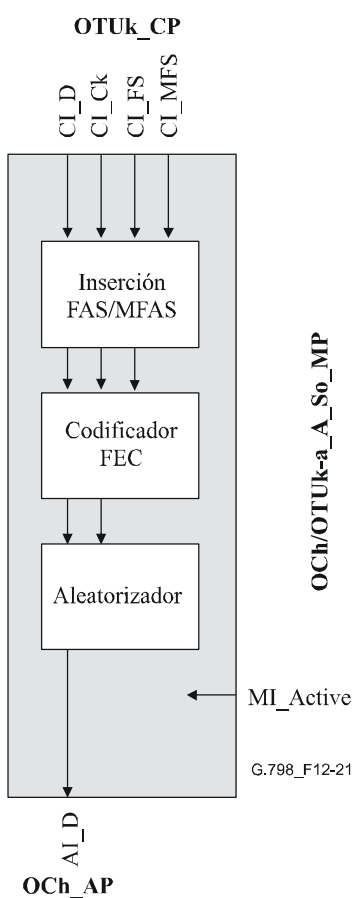 OTUk_CP
CI_D
CI_Ck
CI_FS
CI_MFS
Inserción
FAS/MFAS
Codificador
FEC
Aleatorizador
OCh/OTUk-a_A_So_MP
MI_Active
G.798_F12-21
AI_D
OCh_AP